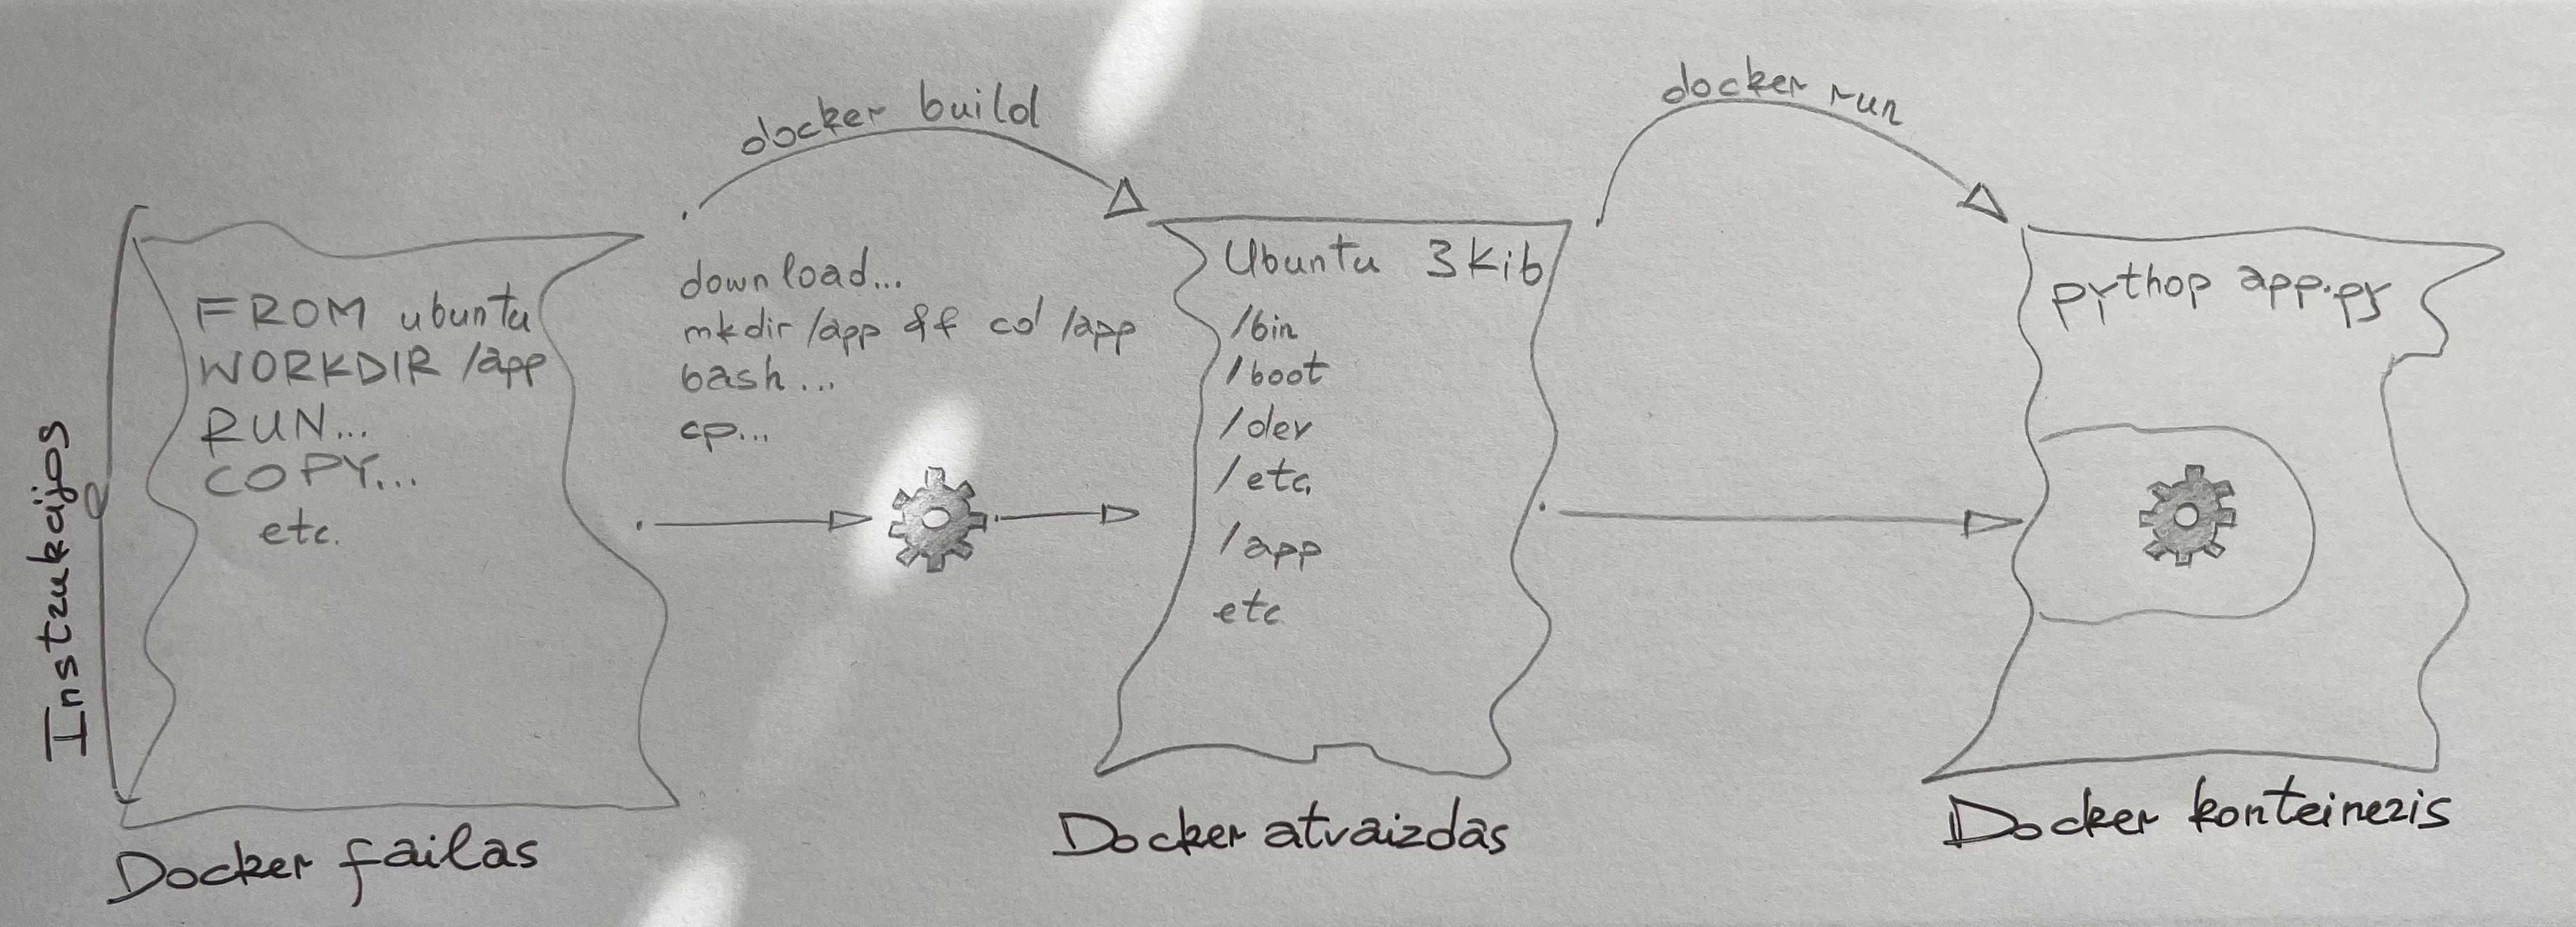 docker build
docker run
Instrukcijos
FROM ubuntu
WORKDIR /app
RUN...
COPY...
etc.
download...
mkdir /app && cd /app
bash...
cp...
Ubuntu 3Kib
/bin
/boot
/dev
/etc
/app
etc
python app.py
Docker failas
Docker atvaizdas
Docker konteineris